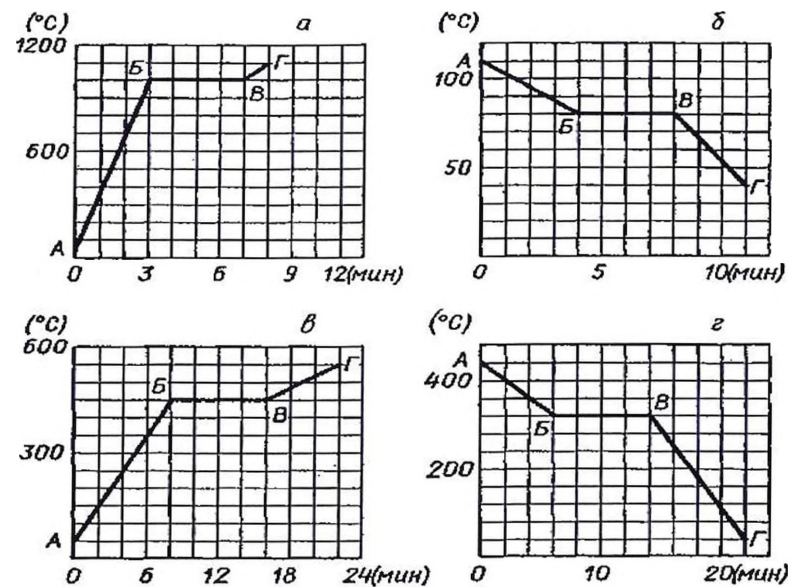 (°C) а
1200
Б Г
В
600
А
0 3 6 9 12(мин)
(°C) б
А
100
Б В
50
Г
0 5 10(мин)
(°C) в
600
Б Г
В
300
А
0 6 12 18 24(мин)
(°C) г
А
400
Б В
200
Г
0 10 20(мин)